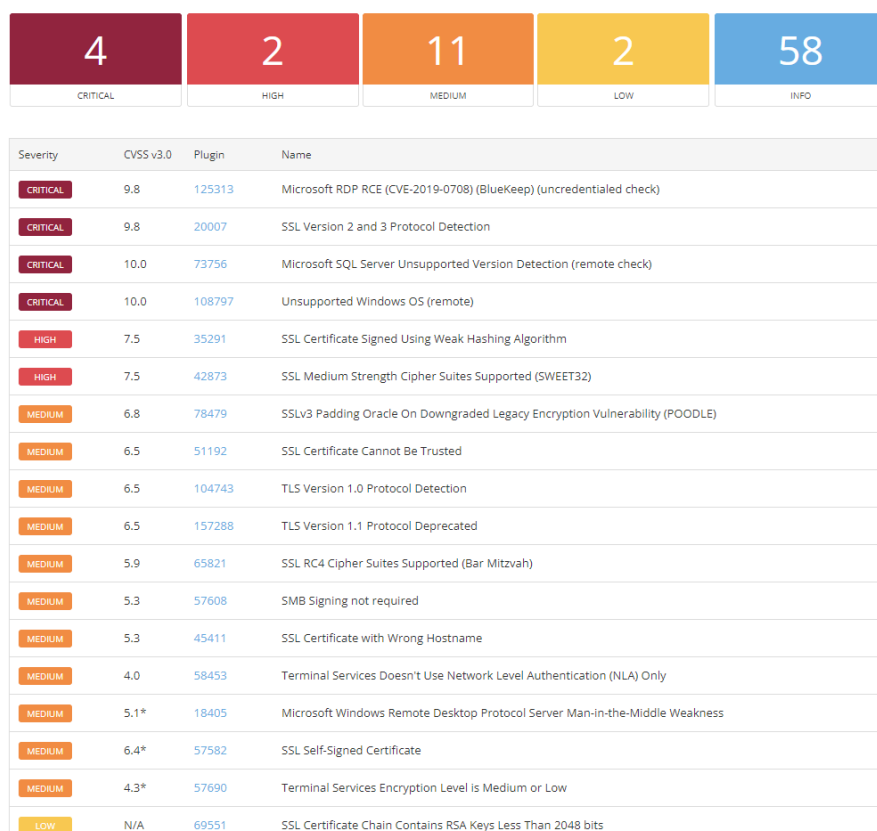 4 2 11 2 58
CRITICAL HIGH MEDIUM LOW INFO
Severity CVSS v3.0 Plugin Name
CRITICAL 9.8 125313 Microsoft RDP RCE (CVE-2019-0708) (BlueKeep) (uncredentialed check)
CRITICAL 9.8 20007 SSL Version 2 and 3 Protocol Detection
CRITICAL 10.0 73756 Microsoft SQL Server Unsupported Version Detection (remote check)
CRITICAL 10.0 108797 Unsupported Windows OS (remote)
HIGH 7.5 35291 SSL Certificate Signed Using Weak Hashing Algorithm
HIGH 7.5 42873 SSL Medium Strength Cipher Suites Supported (SWEET32)
MEDIUM 6.8 78479 SSLv3 Padding Oracle On Downgraded Legacy Encryption Vulnerability (POODLE)
MEDIUM 6.5 51192 SSL Certificate Cannot Be Trusted
MEDIUM 6.5 104743 TLS Version 1.0 Protocol Detection
MEDIUM 6.5 157288 TLS Version 1.1 Protocol Deprecated
MEDIUM 5.9 65821 SSL RC4 Cipher Suites Supported (Bar Mitzvah)
MEDIUM 5.3 57608 SMB Signing not required
MEDIUM 5.3 45411 SSL Certificate with Wrong Hostname
MEDIUM 4.0 58453 Terminal Services Doesn't Use Network Level Authentication (NLA) Only
MEDIUM 5.1* 18405 Microsoft Windows Remote Desktop Protocol Server Man-in-the-Middle Weakness
MEDIUM 6.4* 57582 SSL Self-Signed Certificate
MEDIUM 4.3* 57690 Terminal Services Encryption Level is Medium or Low
LOW N/A 69551 SSL Certificate Chain Contains RSA Keys Less Than 2048 bits